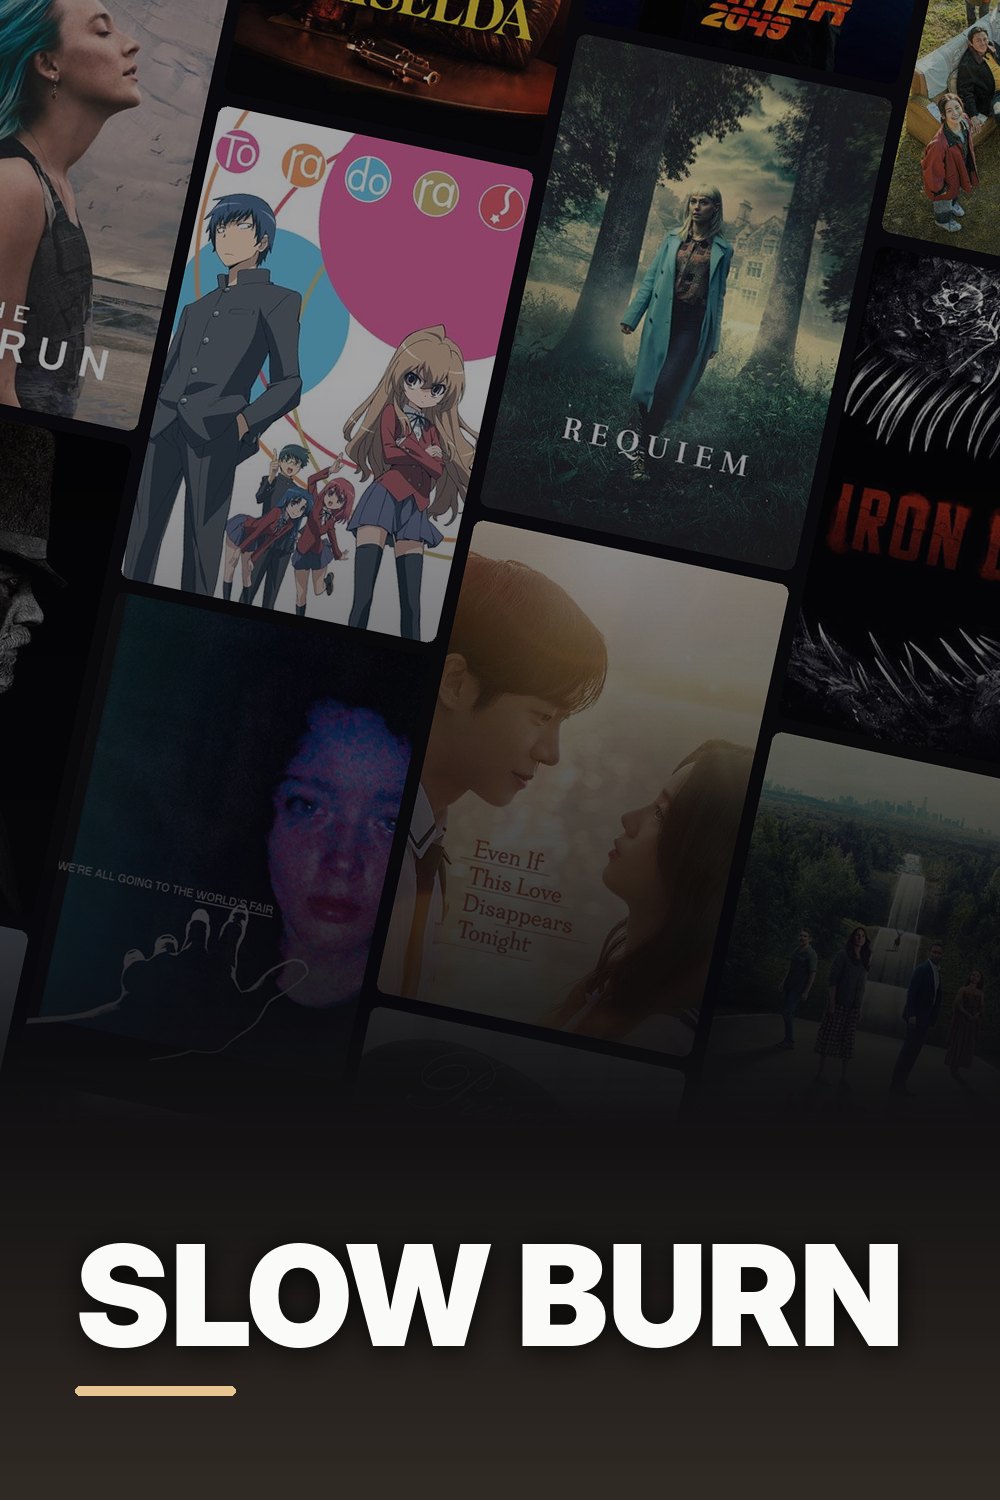 2049
To ra do ra !
HE
RUN
REQUIEM
IRON
WE'RE ALL GOING TO THE WORLD'S FAIR
Even If
This Love
Disappears
Tonight
SLOW BURN